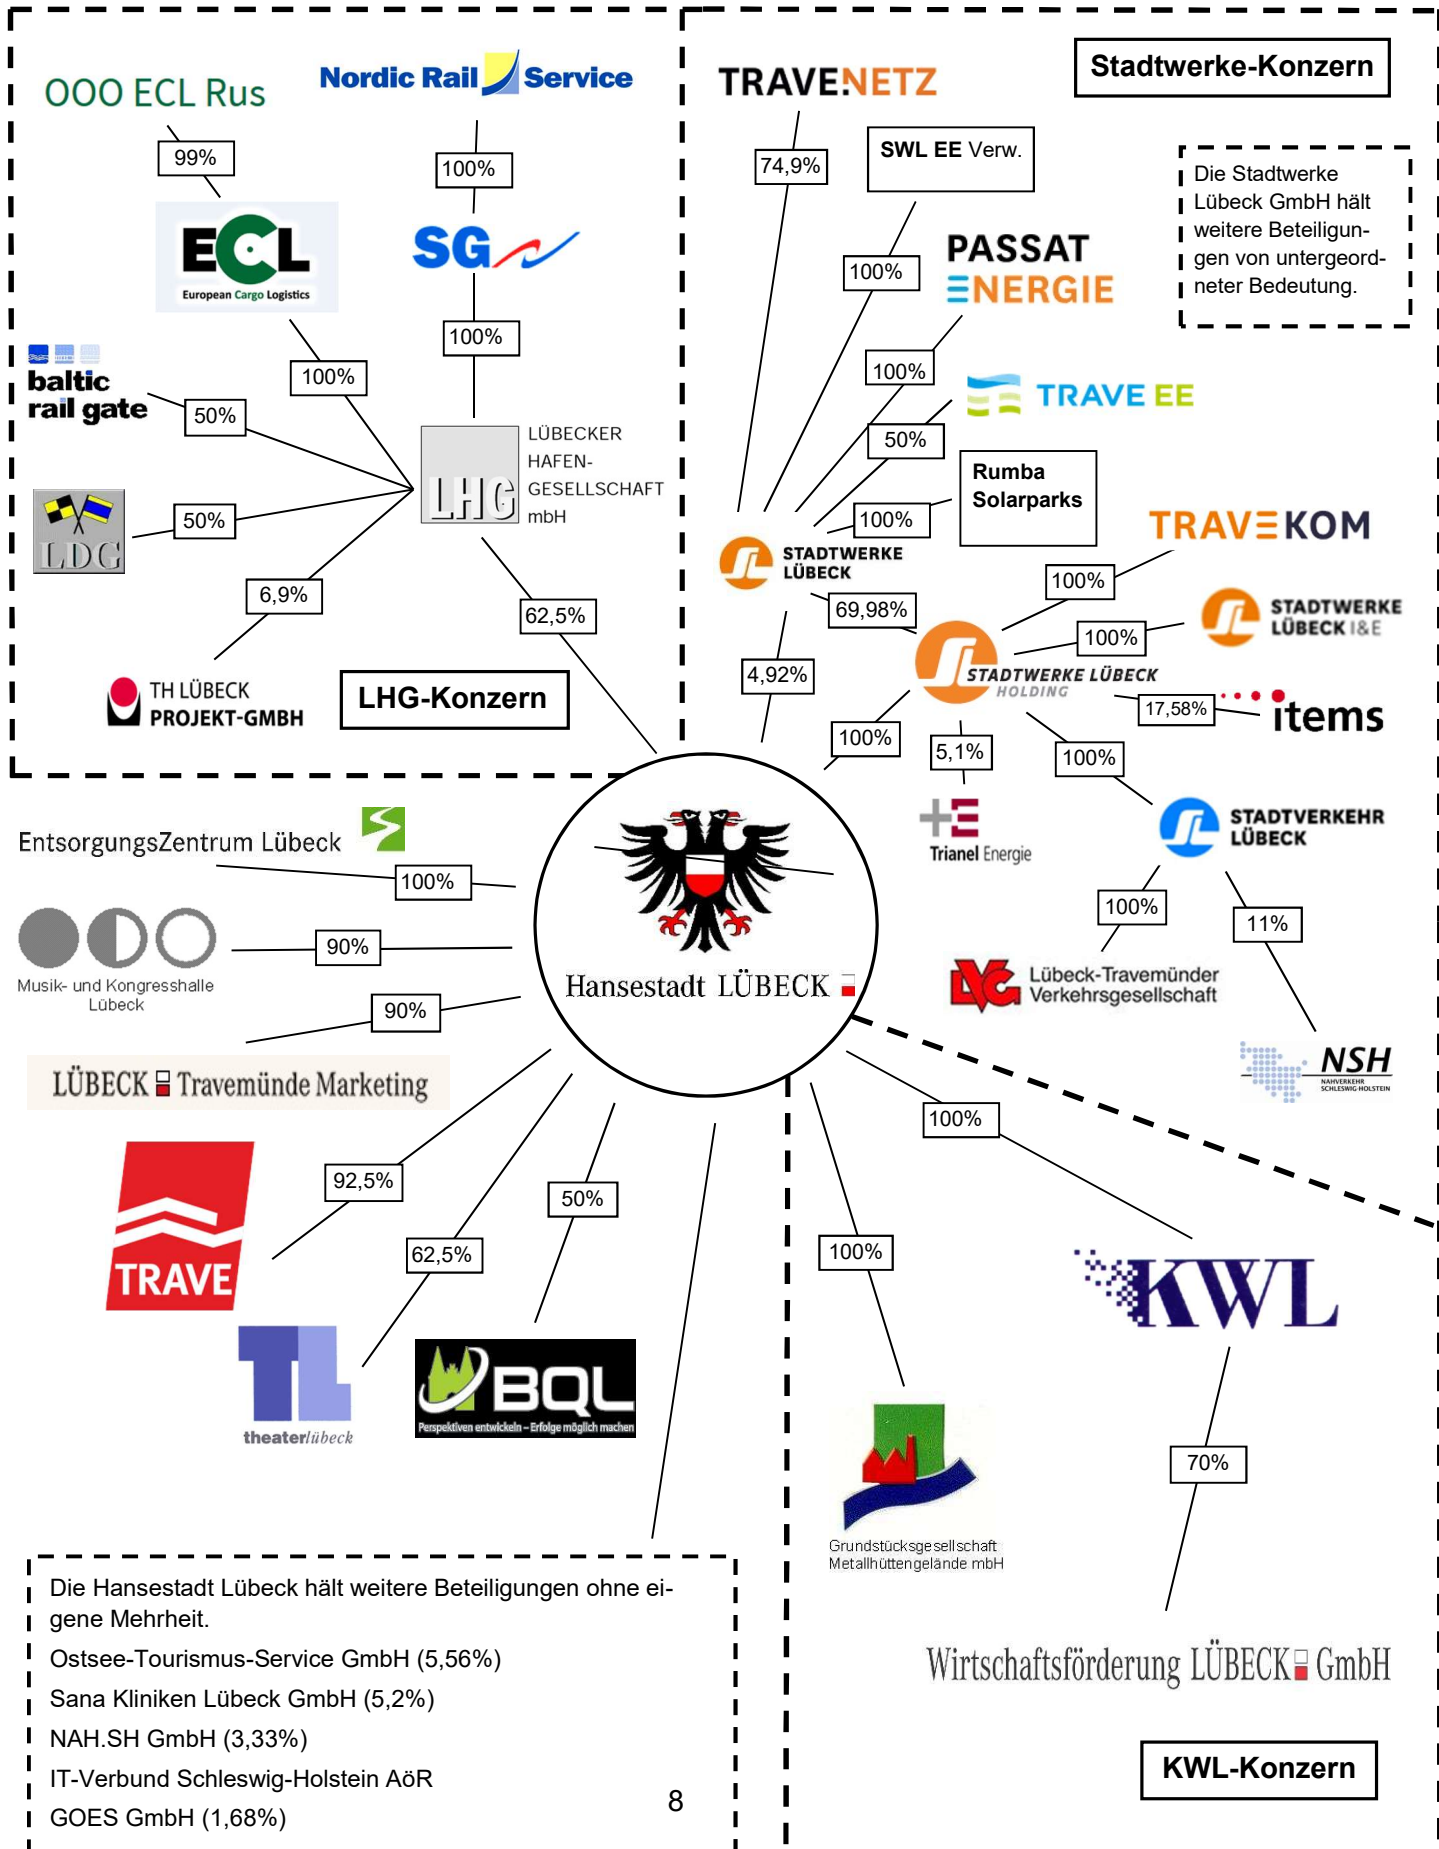 OOO ECL Rus
Nordic Rail Service
99%
100%
ECL
European Cargo Logistics
SG
100%
100%
baltic
rail gate
50%
LHG
LÜBECKER
HAFEN-
GESELLSCHAFT
mbH
LDG
50%
6,9%
62,5%
TH LÜBECK
PROJEKT-GMBH
LHG-Konzern
TRAVENETZ
Stadtwerke-Konzern
74,9%
SWL EE Verw.
Die Stadtwerke
Lübeck GmbH hält
weitere Beteiligun-
gen von untergeord-
neter Bedeutung.
100%
PASSAT
ENERGIE
100%
TRAVE EE
50%
Rumba
Solarparks
100%
STADTWERKE
LÜBECK
TRAVEKOM
100%
69,98%
STADTWERKE
LÜBECK I&E
100%
4,92%
STADTWERKE LÜBECK
HOLDING
17,58%
items
100%
5,1%
100%
+E
Trianel Energie
STADTVERKEHR
LÜBECK
100%
11%
LVG
Lübeck-Travemünder
Verkehrsgesellschaft
NSH
NAHVERKEHR
SCHLESWIG-HOLSTEIN
EntsorgungsZentrum Lübeck
100%
Musik- und Kongresshalle
Lübeck
90%
Hansestadt LÜBECK
90%
LÜBECK Travemünde Marketing
92,5%
TRAVE
62,5%
TL
theaterlübeck
50%
BQL
Perspektiven entwickeln – Erfolge möglich machen
100%
100%
KWL
Grundstücksgesellschaft
Metallhüttengelände mbH
70%
Wirtschaftsförderung LÜBECK GmbH
KWL-Konzern
Die Hansestadt Lübeck hält weitere Beteiligungen ohne ei-
gene Mehrheit.
Ostsee-Tourismus-Service GmbH (5,56%)
Sana Kliniken Lübeck GmbH (5,2%)
NAH.SH GmbH (3,33%)
IT-Verbund Schleswig-Holstein AöR
GOES GmbH (1,68%)
8